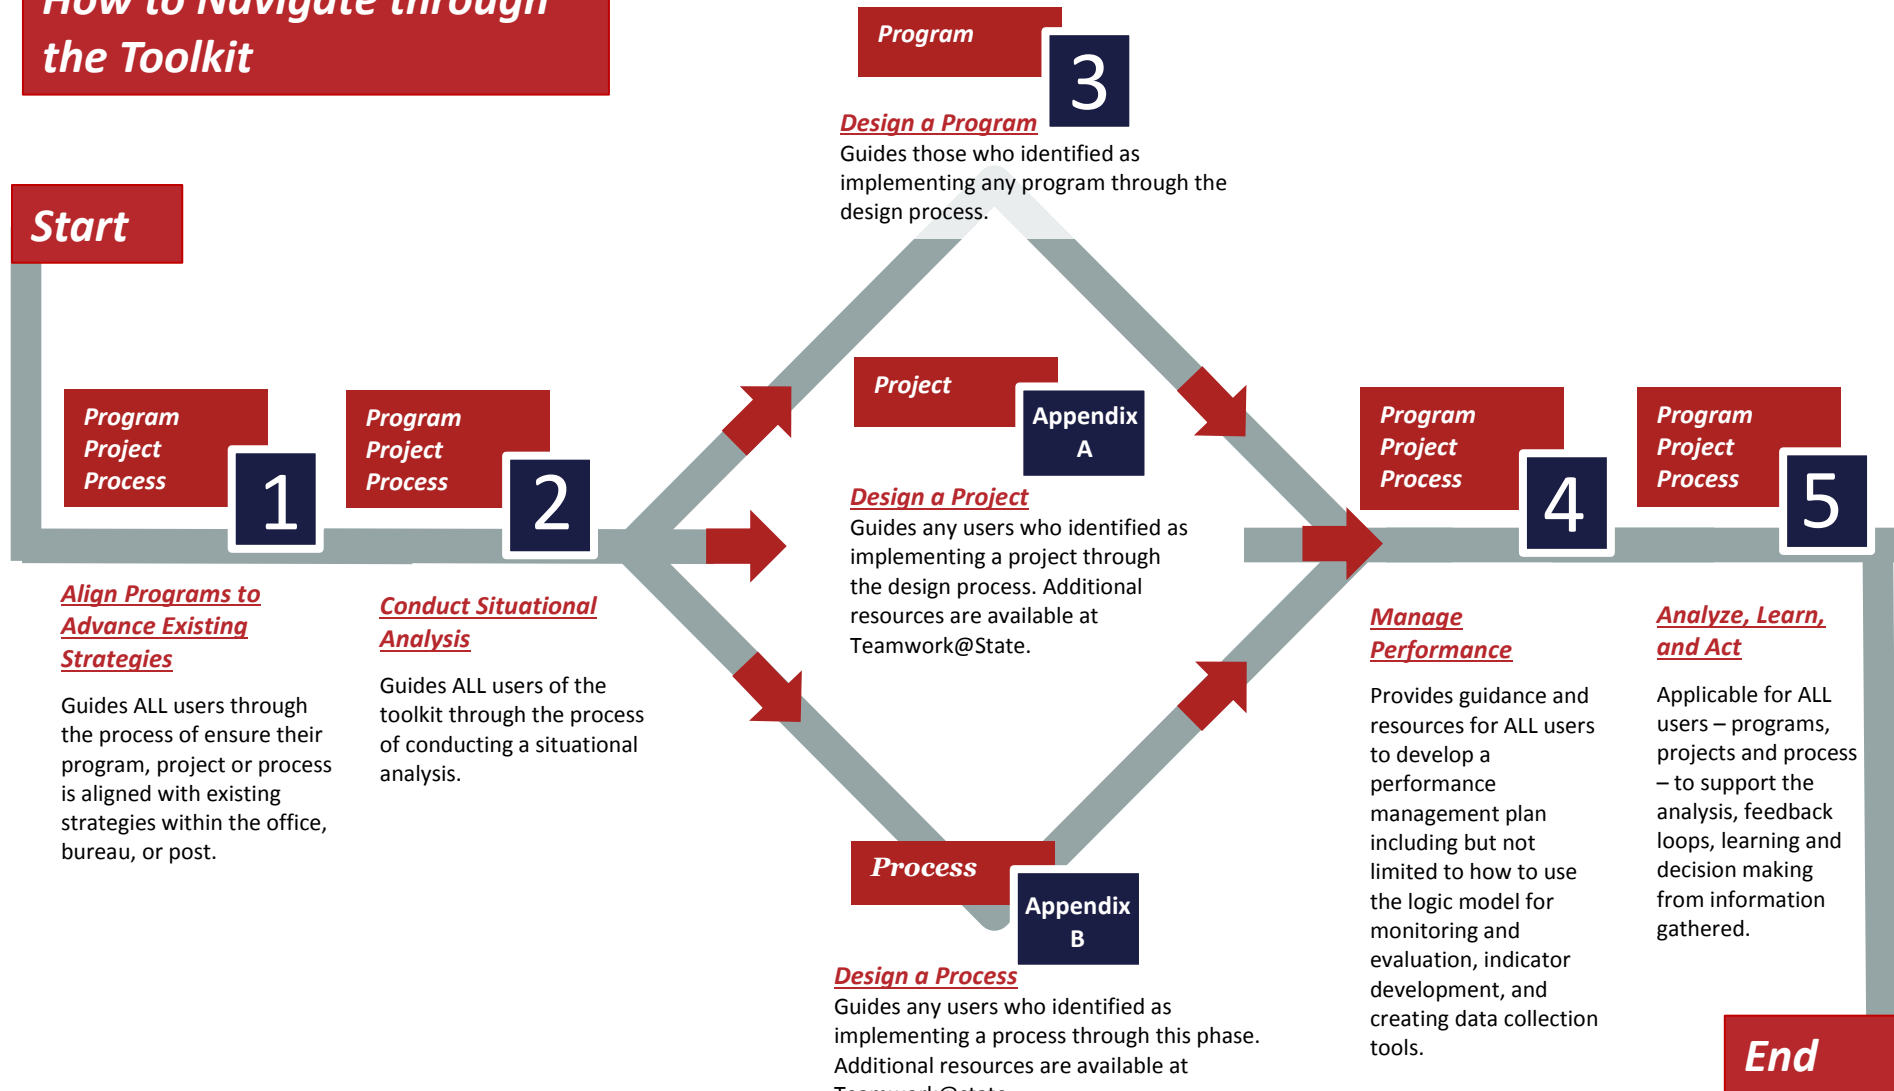 How to Navigate through
the Toolkit
Start
Program
3
Design a Program
Guides those who identified as
implementing any program through the
design process.
Program
Project
Process
1
Align Programs to
Advance Existing
Strategies
Guides ALL users through
the process of ensure their
program, project or process
is aligned with existing
strategies within the office,
bureau, or post.
Program
Project
Process
2
Conduct Situational
Analysis
Guides ALL users of the
toolkit through the process
of conducting a situational
analysis.
Project
Appendix
A
Design a Project
Guides any users who identified as
implementing a project through
the design process. Additional
resources are available at
Teamwork@State.
Process
Appendix
B
Design a Process
Guides any users who identified as
implementing a process through this phase.
Additional resources are available at
Teamwork@state
Program
Project
Process
4
Manage
Performance
Provides guidance and
resources for ALL users
to develop a
performance
management plan
including but not
limited to how to use
the logic model for
monitoring and
evaluation, indicator
development, and
creating data collection
tools.
Program
Project
Process
5
Analyze, Learn,
and Act
Applicable for ALL
users – programs,
projects and process
– to support the
analysis, feedback
loops, learning and
decision making
from information
gathered.
End